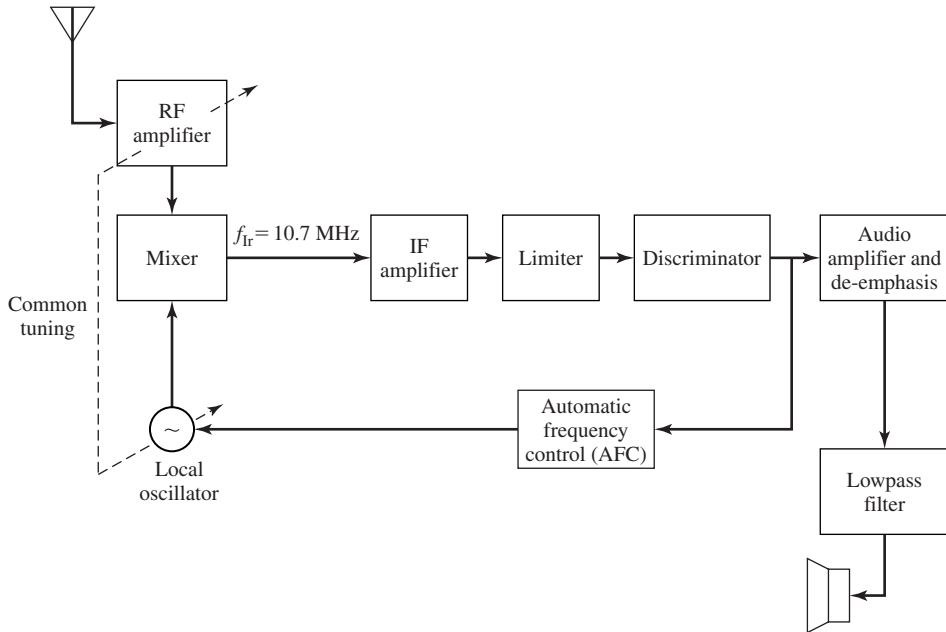 RF
amplifier
Mixer
f_Ir = 10.7 MHz
IF
amplifier
Limiter
Discriminator
Audio
amplifier and
de-emphasis
Common
tuning
~
Local
oscillator
Automatic
frequency
control (AFC)
Lowpass
filter